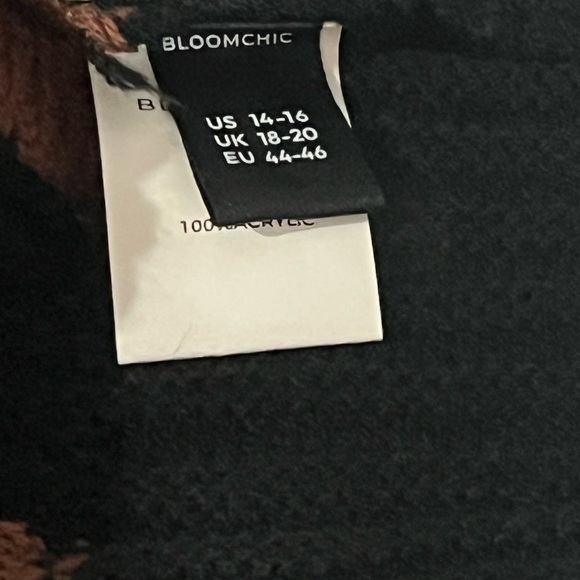 BLOOMCHIC
US 14-16
UK 18-20
EU 44-46
100% ACRYLIC